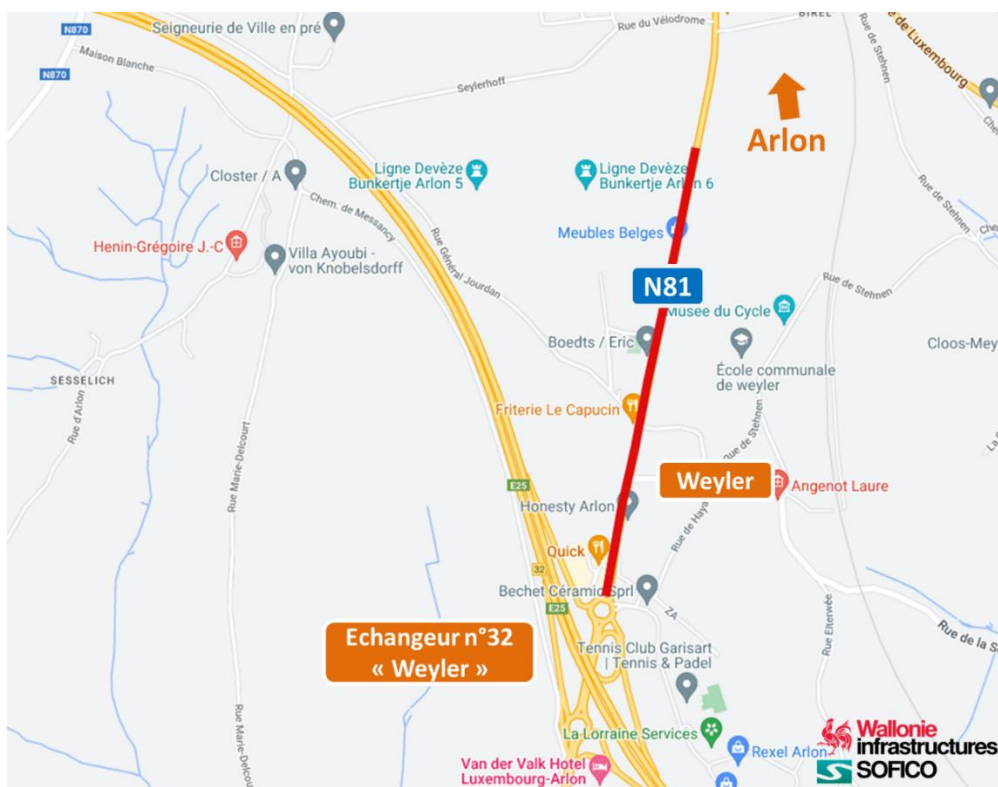 N870
Seigneurie de Ville en pré
Rue du Vélodrome
BIREL
N870
Maison Blanche
Seylerhoff
Rue de Stehnen
de Luxembourg
Arlon
Ligne Devèze
Bunkertje Arlon 5
Ligne Devèze
Bunkertje Arlon 6
Closter / A
Chem. de Messancy
Rue de Stehnen
Henin-Grégoire J.-C
Villa Ayoubi -
von Knobelsdorff
Rue Général Jourdan
Meubles Belges
N81
Rue de Stehnen
Musée du Cycle
Boedts / Eric
École communale
de weyler
Cloos-Mey
SESSELICH
Rue d'Arlon
Friterie Le Capucin
Rue de Stehnen
Rue Marie-Delcourt
E25
Weyler
Angenot Laure
Honesty Arlon
Rue de Haya
Quick
32
Bechet Céramic Sprl
E25
ZA
Rue Elterwée
Rue de la S
Echangeur n°32
« Weyler »
Tennis Club Garisart
| Tennis & Padel
Rue Marie-Delcourt
La Lorraine Services
Rexel Arlon
Van der Valk Hotel
Luxembourg-Arlon
Wallonie
infrastructures
SOFICO